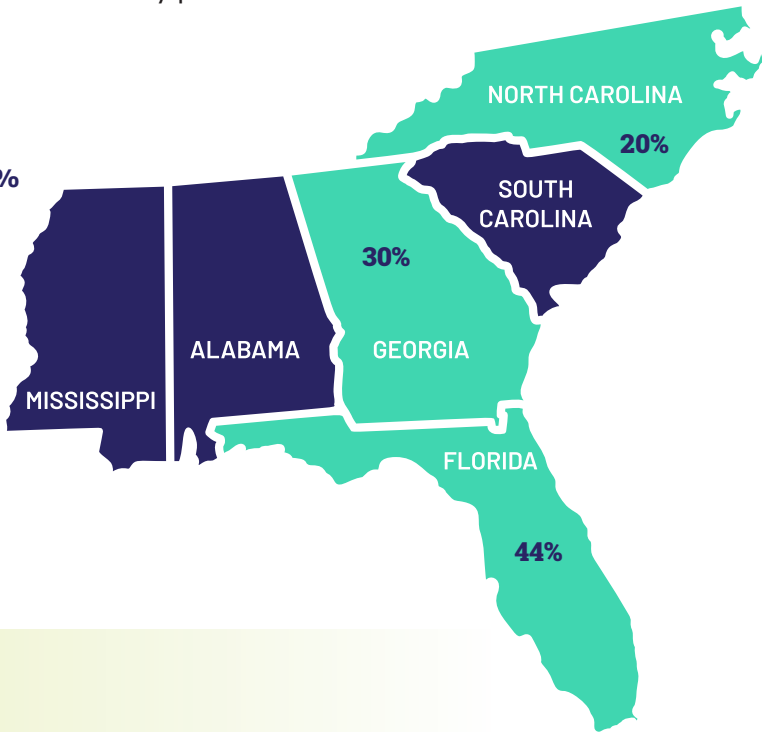 %
NORTH CAROLINA
20%
SOUTH
CAROLINA
30%
ALABAMA
GEORGIA
MISSISSIPPI
FLORIDA
44%